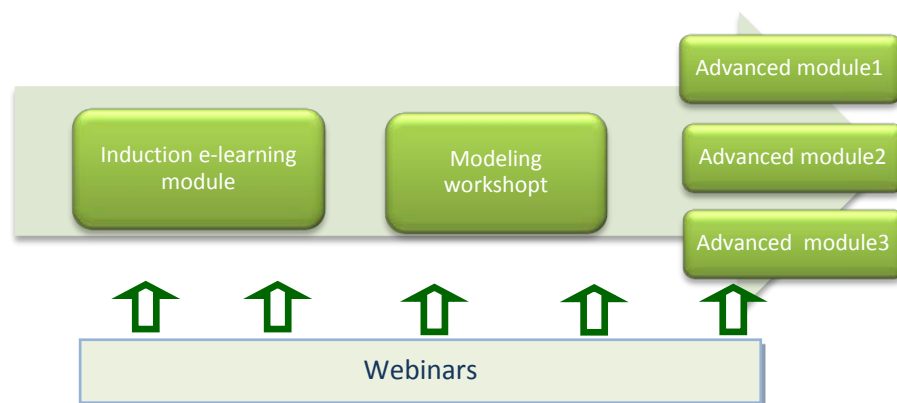 Advanced module1
Induction e-learning
module
Modeling
workshopt
Advanced module2
Advanced  module3
Webinars